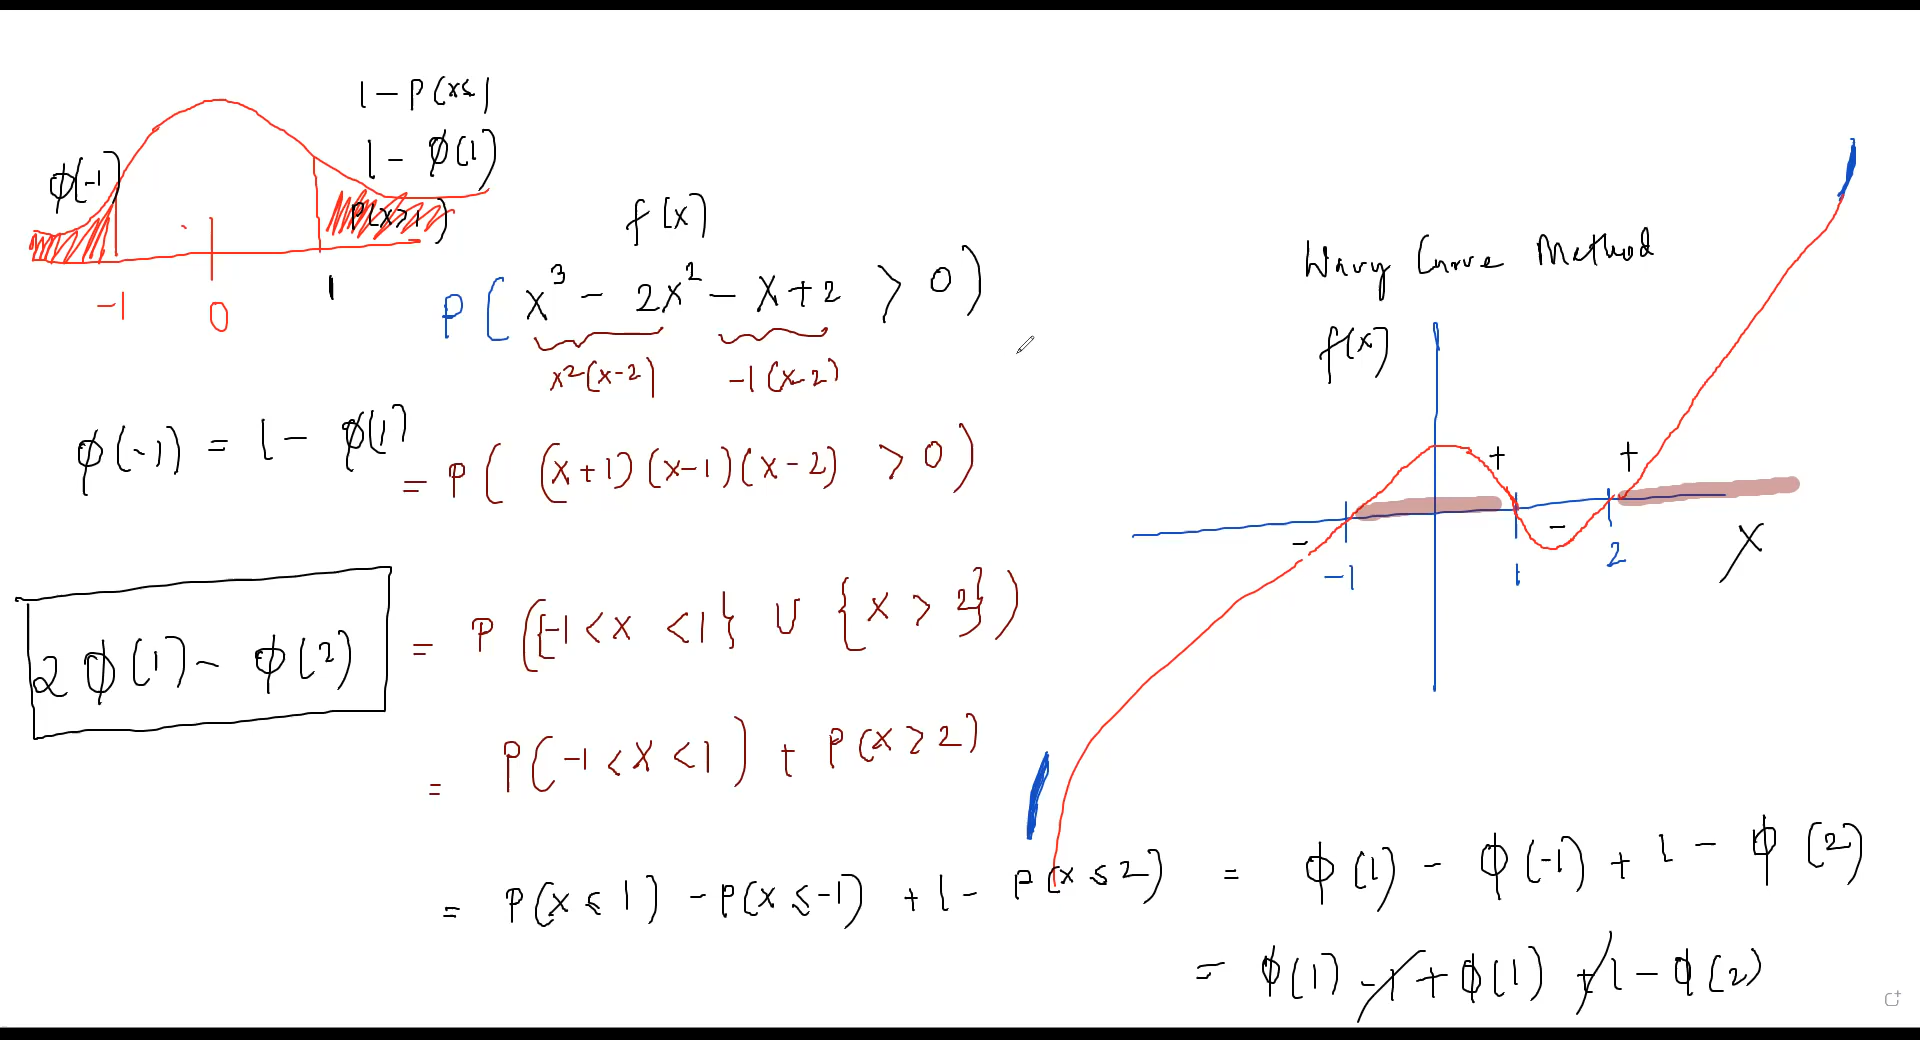 1 - P(X≤)
1 - φ(1)
φ(-1)
P(X>1)
-1 0 1
f(x)
P( X³ - 2X² - X + 2 > 0 )
x²(x-2) -1(x-2)
φ(-1) = 1 - φ(1)
= P( (X+1)(X-1)(X-2) > 0 )
= P({-1 < X < 1} ∪ {X > 2})
2φ(1) - φ(2)
= P(-1 < X < 1) + P(X > 2)
= P(X ≤ 1) - P(X ≤ -1) + 1 - P(X ≤ 2) = φ(1) - φ(-1) + 1 - φ(2)
= φ(1) - 1 + φ(1) + 1 - φ(2)
Wavy Curve Method
f(x)
+ +
- -
-1 1 2 X